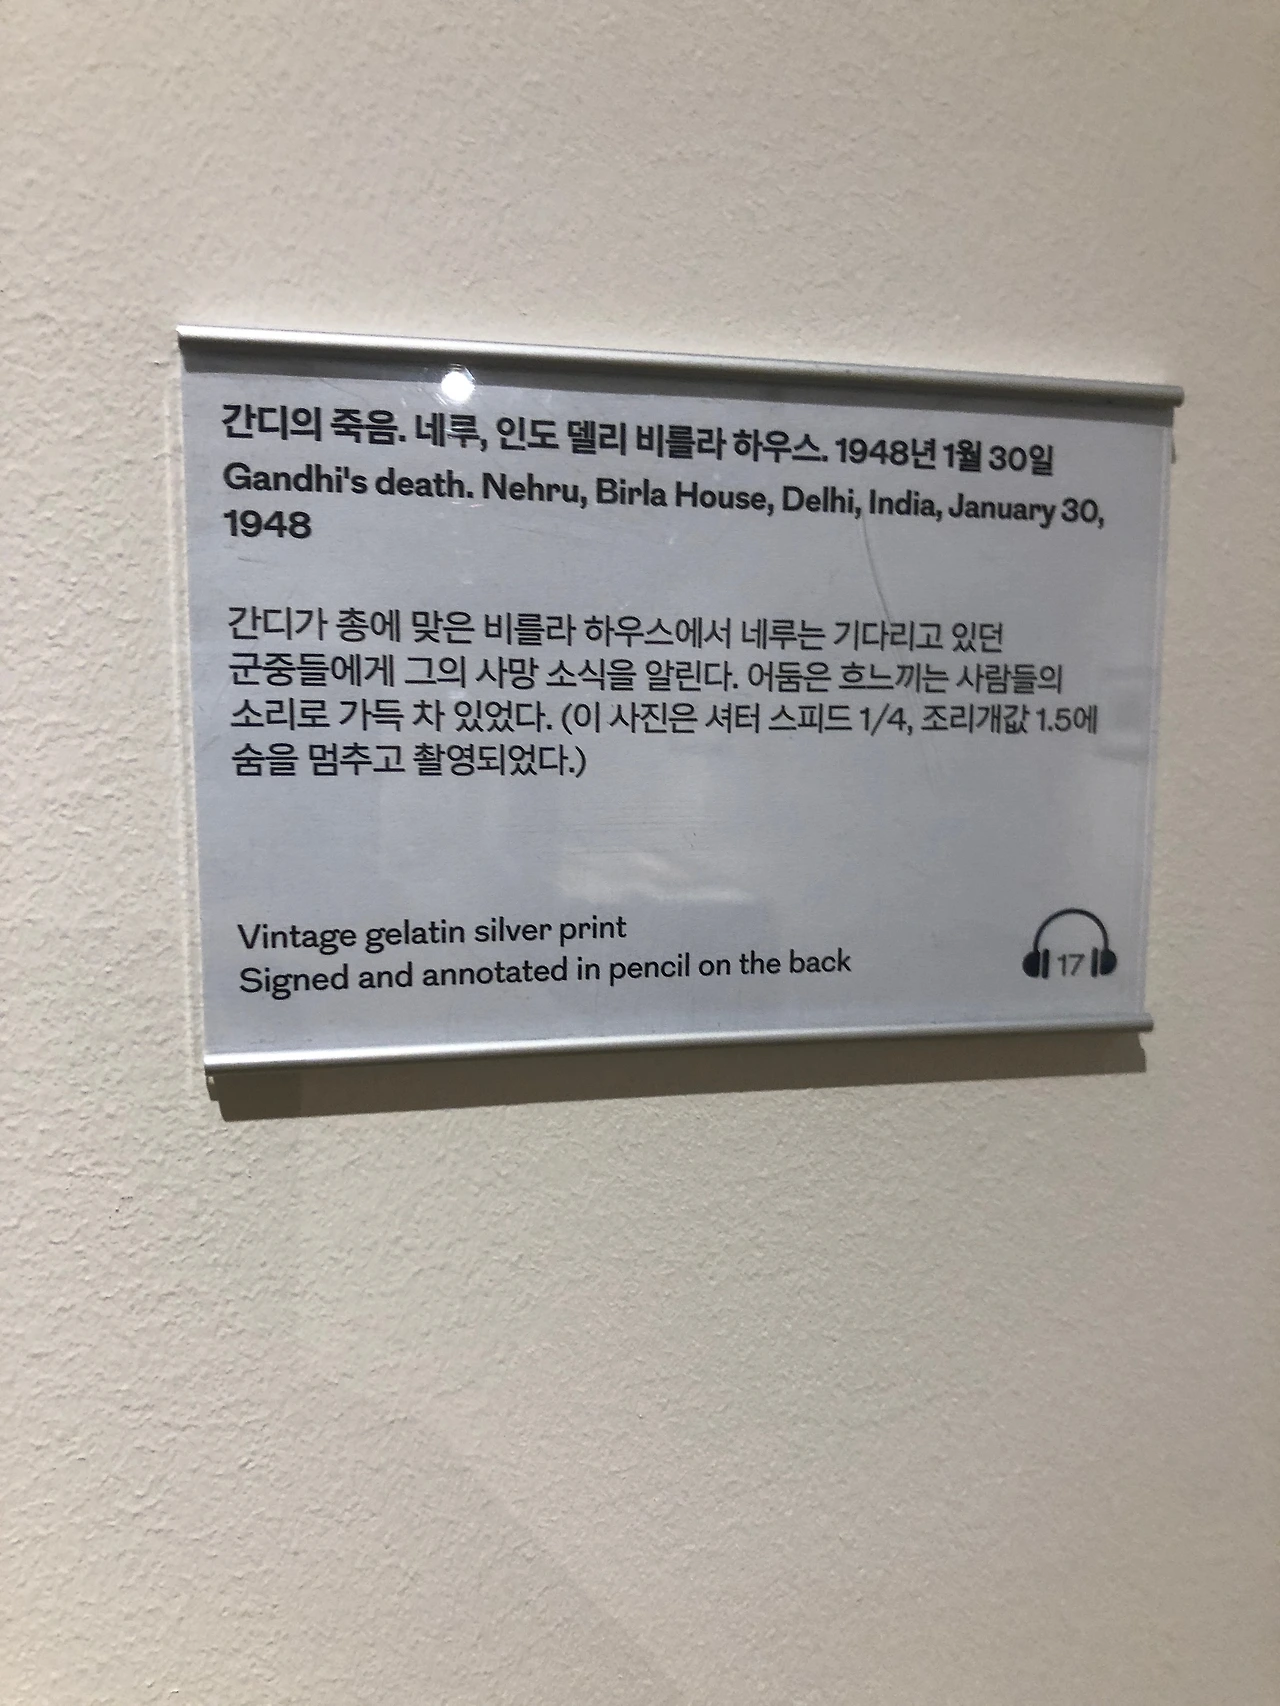 간디의 죽음. 네루, 인도 델리 비를라 하우스. 1948년 1월 30일
Gandhi's death. Nehru, Birla House, Delhi, India, January 30,
1948
간디가 총에 맞은 비를라 하우스에서 네루는 기다리고 있던
군중들에게 그의 사망 소식을 알린다. 어둠은 흐느끼는 사람들의
소리로 가득 차 있었다. (이 사진은 셔터 스피드 1/4, 조리개값 1.5에
숨을 멈추고 촬영되었다.)
Vintage gelatin silver print
Signed and annotated in pencil on the back
17